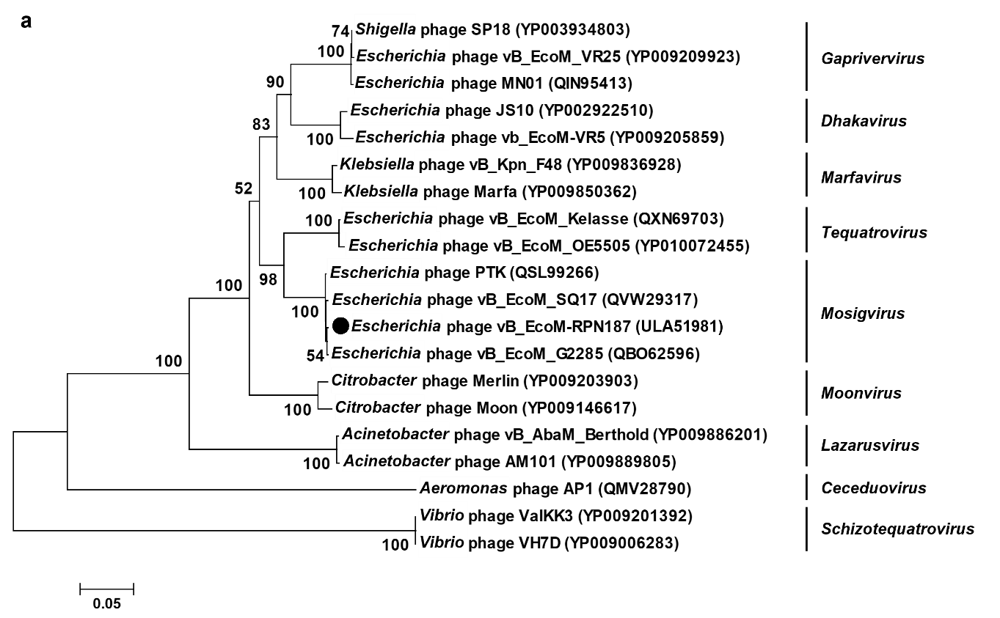 a
74 Shigella phage SP18 (YP003934803)
100 Escherichia phage vB_EcoM_VR25 (YP009209923) Gaprivervirus
Escherichia phage MN01 (QIN95413)
90
Escherichia phage JS10 (YP002922510)
Dhakavirus
83
100 Escherichia phage vb_EcoM-VR5 (YP009205859)
Klebsiella phage vB_Kpn_F48 (YP009836928)
Marfavirus
52
100 Klebsiella phage Marfa (YP009850362)
100 Escherichia phage vB_EcoM_Kelasse (QXN69703)
Tequatrovirus
Escherichia phage vB_EcoM_OE5505 (YP010072455)
Escherichia phage PTK (QSL99266)
98
100
Escherichia phage vB_EcoM_SQ17 (QVW29317)
100
Mosigvirus
Escherichia phage vB_EcoM-RPN187 (ULA51981)
54 Escherichia phage vB_EcoM_G2285 (QBO62596)
100
Citrobacter phage Merlin (YP009203903)
Moonvirus
100 Citrobacter phage Moon (YP009146617)
Acinetobacter phage vB_AbaM_Berthold (YP009886201)
Lazarusvirus
100 Acinetobacter phage AM101 (YP009889805)
Aeromonas phage AP1 (QMV28790) Ceceduovirus
Vibrio phage ValKK3 (YP009201392)
Schizotequatrovirus
100 Vibrio phage VH7D (YP009006283)
0.05